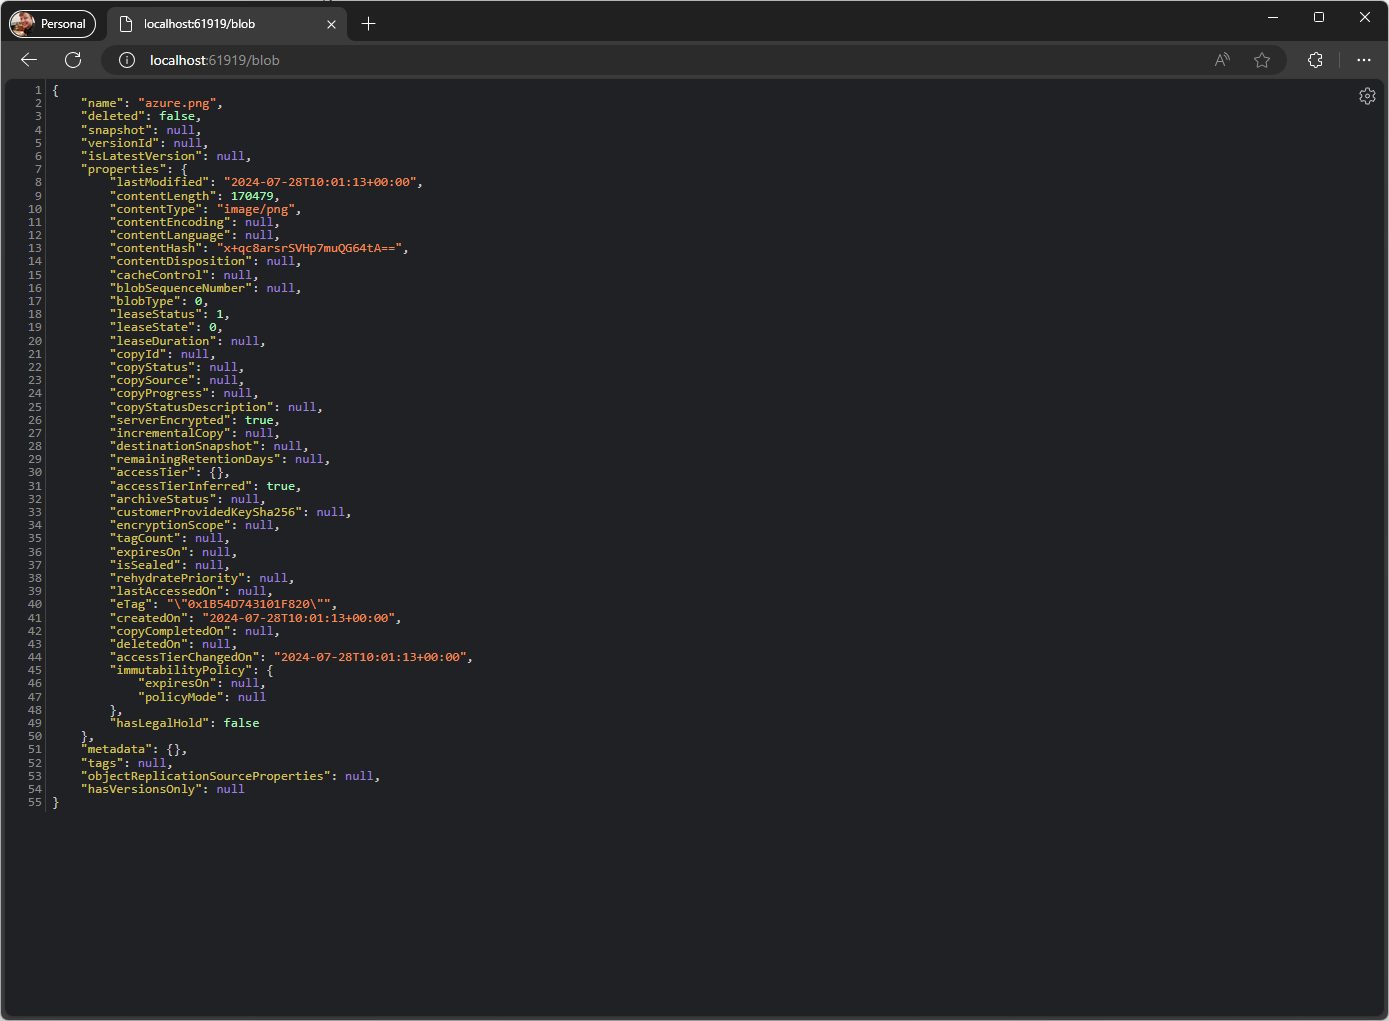 Personal
localhost:61919/blob
localhost:61919/blob
1 {
2 "name": "azure.png",
3 "deleted": false,
4 "snapshot": null,
5 "versionId": null,
6 "isLatestVersion": null,
7 "properties": {
8 "lastModified": "2024-07-28T10:01:13+00:00",
9 "contentLength": 170479,
10 "contentType": "image/png",
11 "contentEncoding": null,
12 "contentLanguage": null,
13 "contentHash": "x+qc8arsrSVHp7muQG64tA==",
14 "contentDisposition": null,
15 "cacheControl": null,
16 "blobSequenceNumber": null,
17 "blobType": 0,
18 "leaseStatus": 1,
19 "leaseState": 0,
20 "leaseDuration": null,
21 "copyId": null,
22 "copyStatus": null,
23 "copySource": null,
24 "copyProgress": null,
25 "copyStatusDescription": null,
26 "serverEncrypted": true,
27 "incrementalCopy": null,
28 "destinationSnapshot": null,
29 "remainingRetentionDays": null,
30 "accessTier": {},
31 "accessTierInferred": true,
32 "archiveStatus": null,
33 "customerProvidedKeySha256": null,
34 "encryptionScope": null,
35 "tagCount": null,
36 "expiresOn": null,
37 "isSealed": null,
38 "rehydratePriority": null,
39 "lastAccessedOn": null,
40 "eTag": "\"0x1B54D743101F820\"",
41 "createdOn": "2024-07-28T10:01:13+00:00",
42 "copyCompletedOn": null,
43 "deletedOn": null,
44 "accessTierChangedOn": "2024-07-28T10:01:13+00:00",
45 "immutabilityPolicy": {
46 "expiresOn": null,
47 "policyMode": null
48 },
49 "hasLegalHold": false
50 },
51 "metadata": {},
52 "tags": null,
53 "objectReplicationSourceProperties": null,
54 "hasVersionsOnly": null
55 }